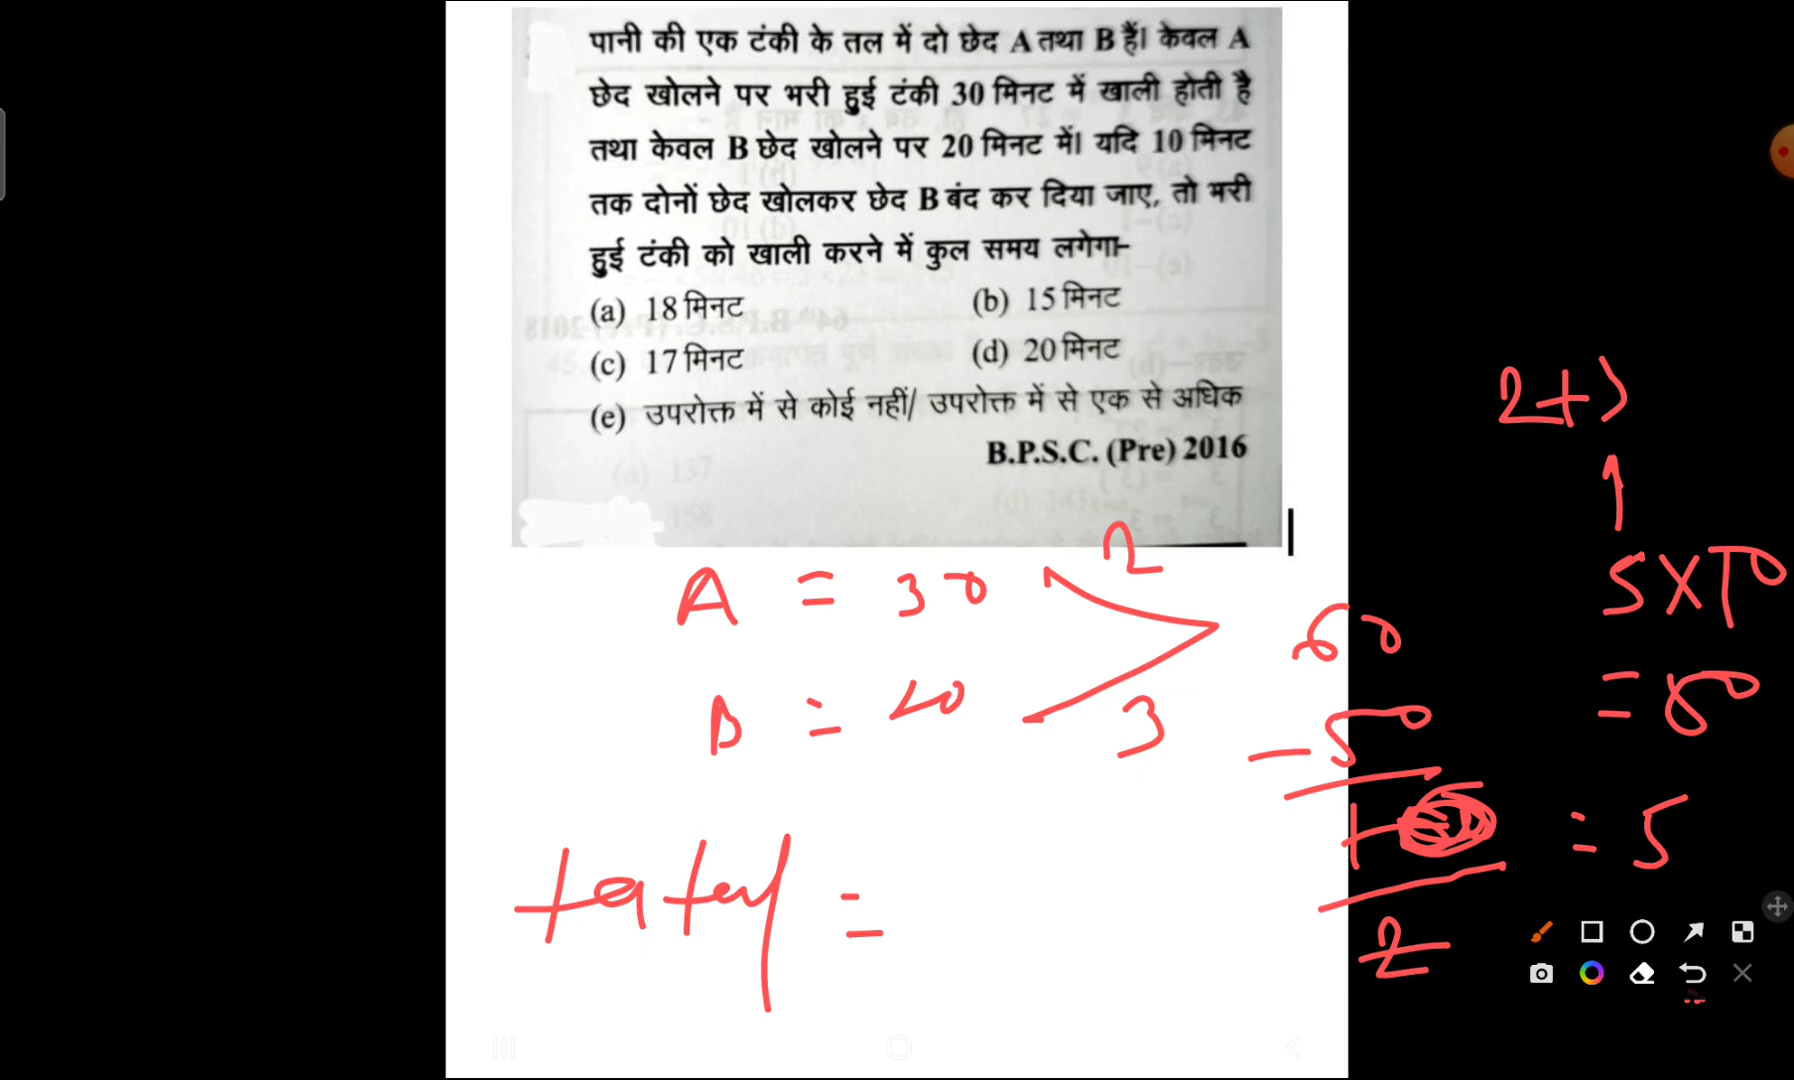 पानी की एक टंकी के तल में दो छेद A तथा B हैं। केवल A
छेद खोलने पर भरी हुई टंकी 30 मिनट में खाली होती है
तथा केवल B छेद खोलने पर 20 मिनट में। यदि 10 मिनट
तक दोनों छेद खोलकर छेद B बंद कर दिया जाए, तो भरी
हुई टंकी को खाली करने में कुल समय लगेगा-
(a) 18 मिनट (b) 15 मिनट
(c) 17 मिनट (d) 20 मिनट
(e) उपरोक्त में से कोई नहीं/ उपरोक्त में से एक से अधिक
B.P.S.C. (Pre) 2016
2+3
1
5X10
=50
A = 30 2
60
B = 20 3
-50
10 = 5
2
=